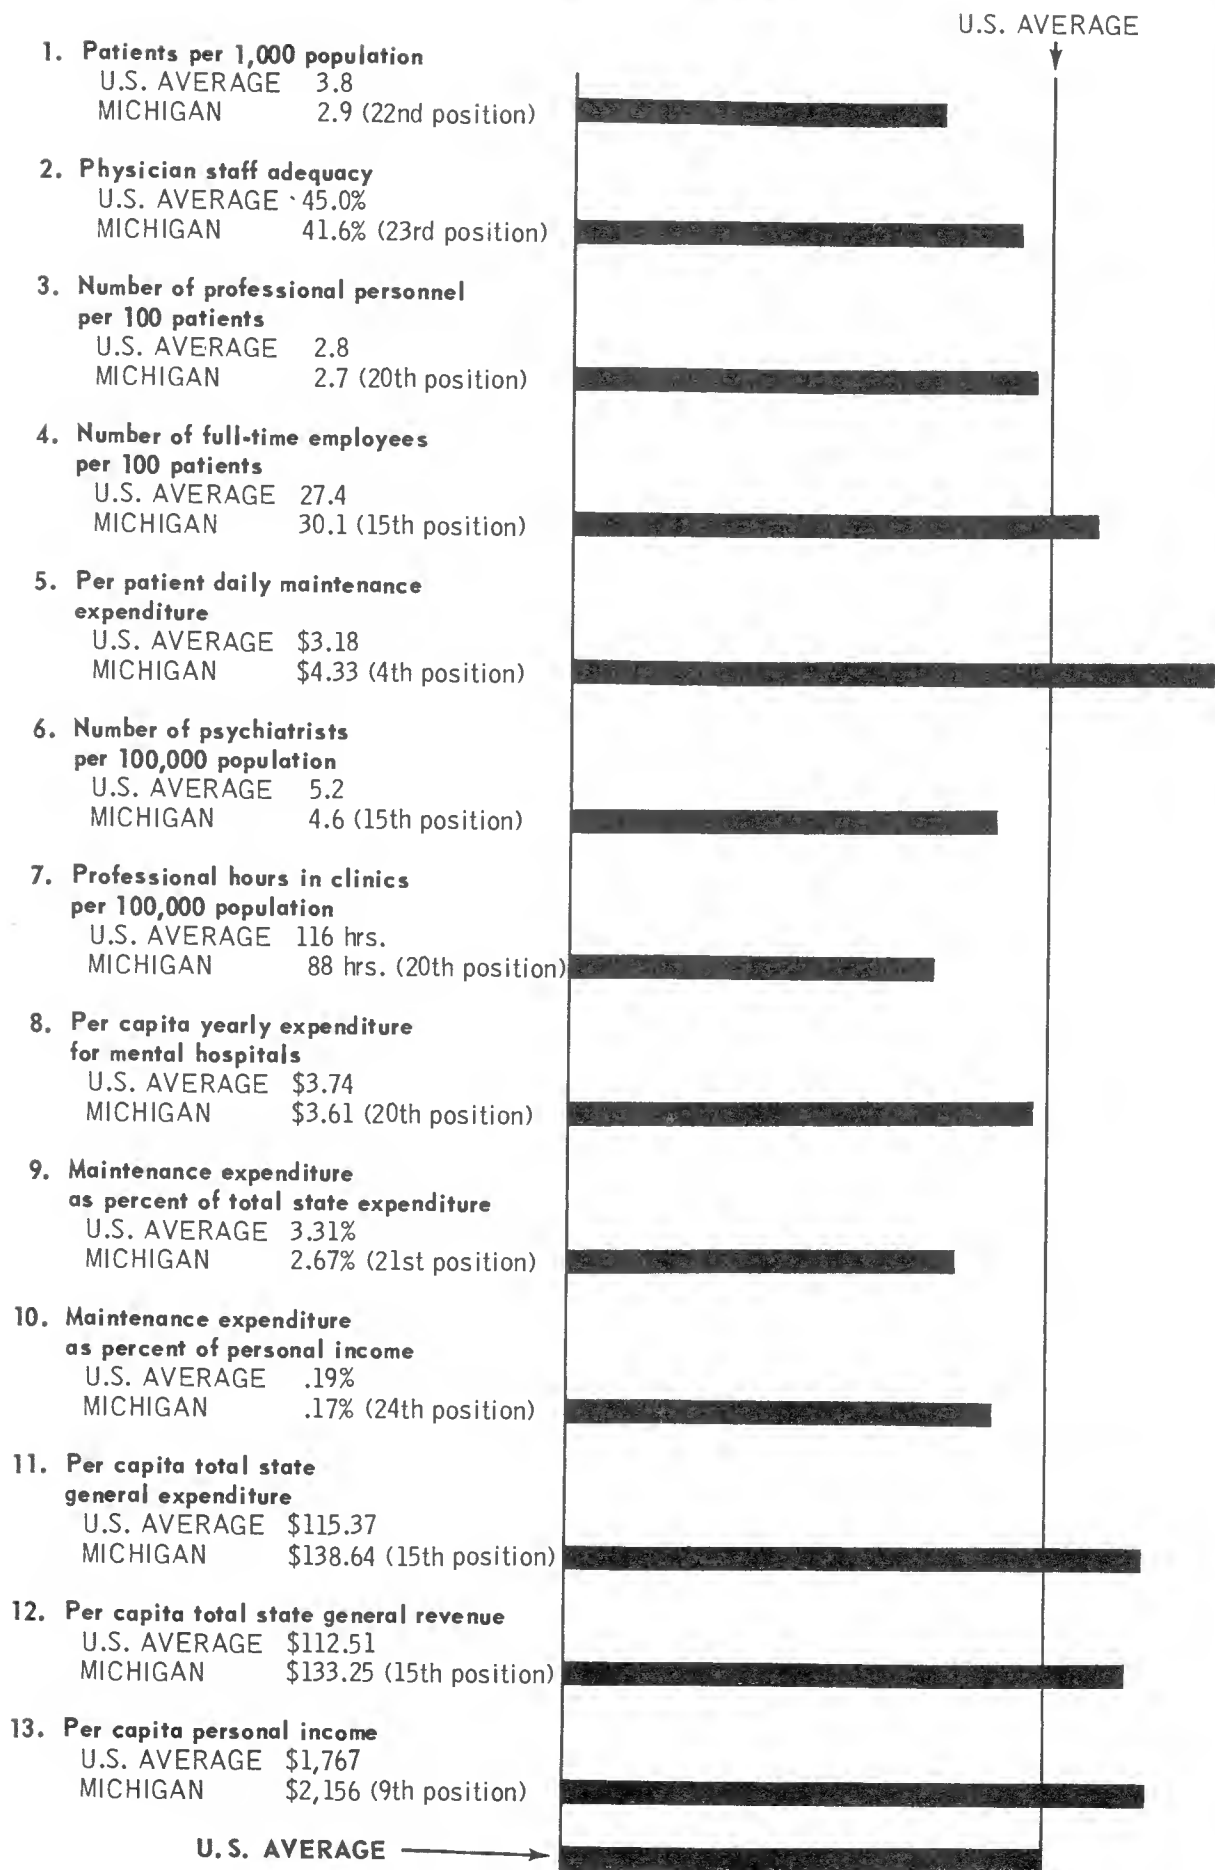 U.S. AVERAGE
1. Patients per 1,000 population
U.S. AVERAGE 3.8
MICHIGAN 2.9 (22nd position)
2. Physician staff adequacy
U.S. AVERAGE 45.0%
MICHIGAN 41.6% (23rd position)
3. Number of professional personnel
per 100 patients
U.S. AVERAGE 2.8
MICHIGAN 2.7 (20th position)
4. Number of full-time employees
per 100 patients
U.S. AVERAGE 27.4
MICHIGAN 30.1 (15th position)
5. Per patient daily maintenance
expenditure
U.S. AVERAGE $3.18
MICHIGAN $4.33 (4th position)
6. Number of psychiatrists
per 100,000 population
U.S. AVERAGE 5.2
MICHIGAN 4.6 (15th position)
7. Professional hours in clinics
per 100,000 population
U.S. AVERAGE 116 hrs.
MICHIGAN 88 hrs. (20th position)
8. Per capita yearly expenditure
for mental hospitals
U.S. AVERAGE $3.74
MICHIGAN $3.61 (20th position)
9. Maintenance expenditure
as percent of total state expenditure
U.S. AVERAGE 3.31%
MICHIGAN 2.67% (21st position)
10. Maintenance expenditure
as percent of personal income
U.S. AVERAGE .19%
MICHIGAN .17% (24th position)
11. Per capita total state
general expenditure
U.S. AVERAGE $115.37
MICHIGAN $138.64 (15th position)
12. Per capita total state general revenue
U.S. AVERAGE $112.51
MICHIGAN $133.25 (15th position)
13. Per capita personal income
U.S. AVERAGE $1,767
MICHIGAN $2,156 (9th position)
U.S. AVERAGE